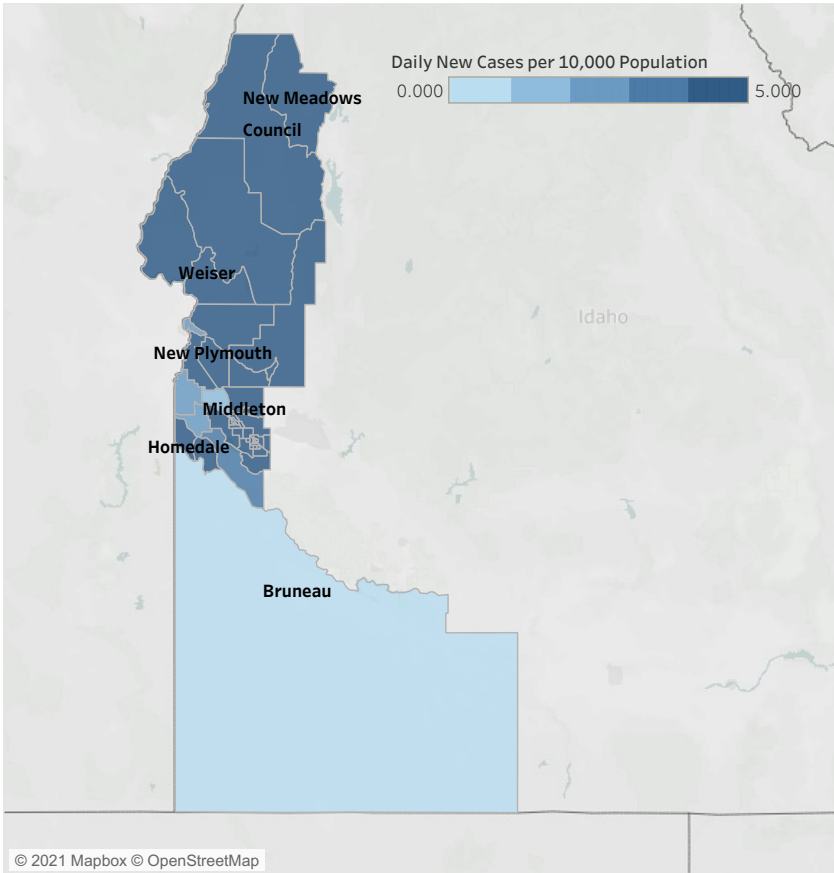 Daily New Cases per 10,000 Population
0.000 5.000
New Meadows
Council
Weiser
Idaho
New Plymouth
Middleton
Homedale
Bruneau
© 2021 Mapbox © OpenStreetMap